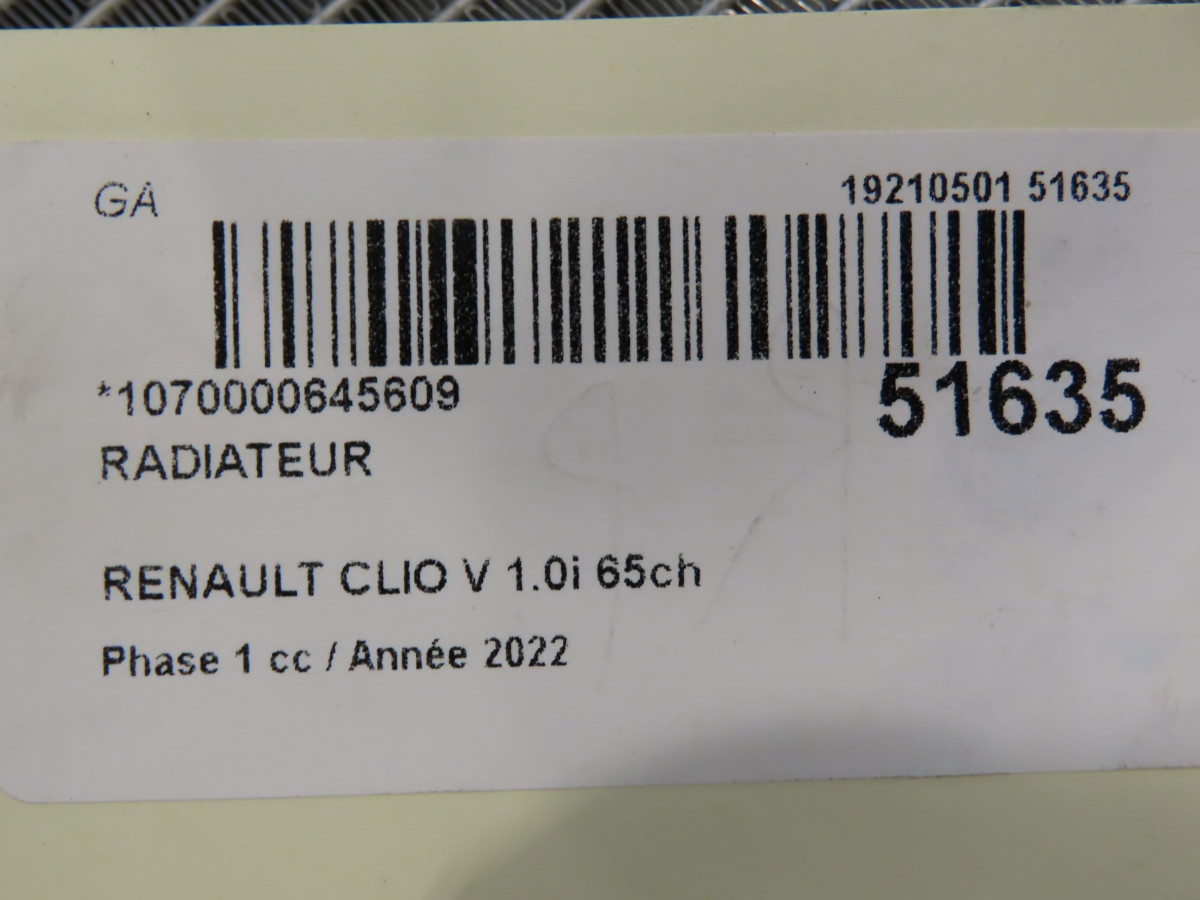 GA
19210501 51635
*1070000645609
51635
RADIATEUR
RENAULT CLIO V 1.0i 65ch
Phase 1 cc / Année 2022